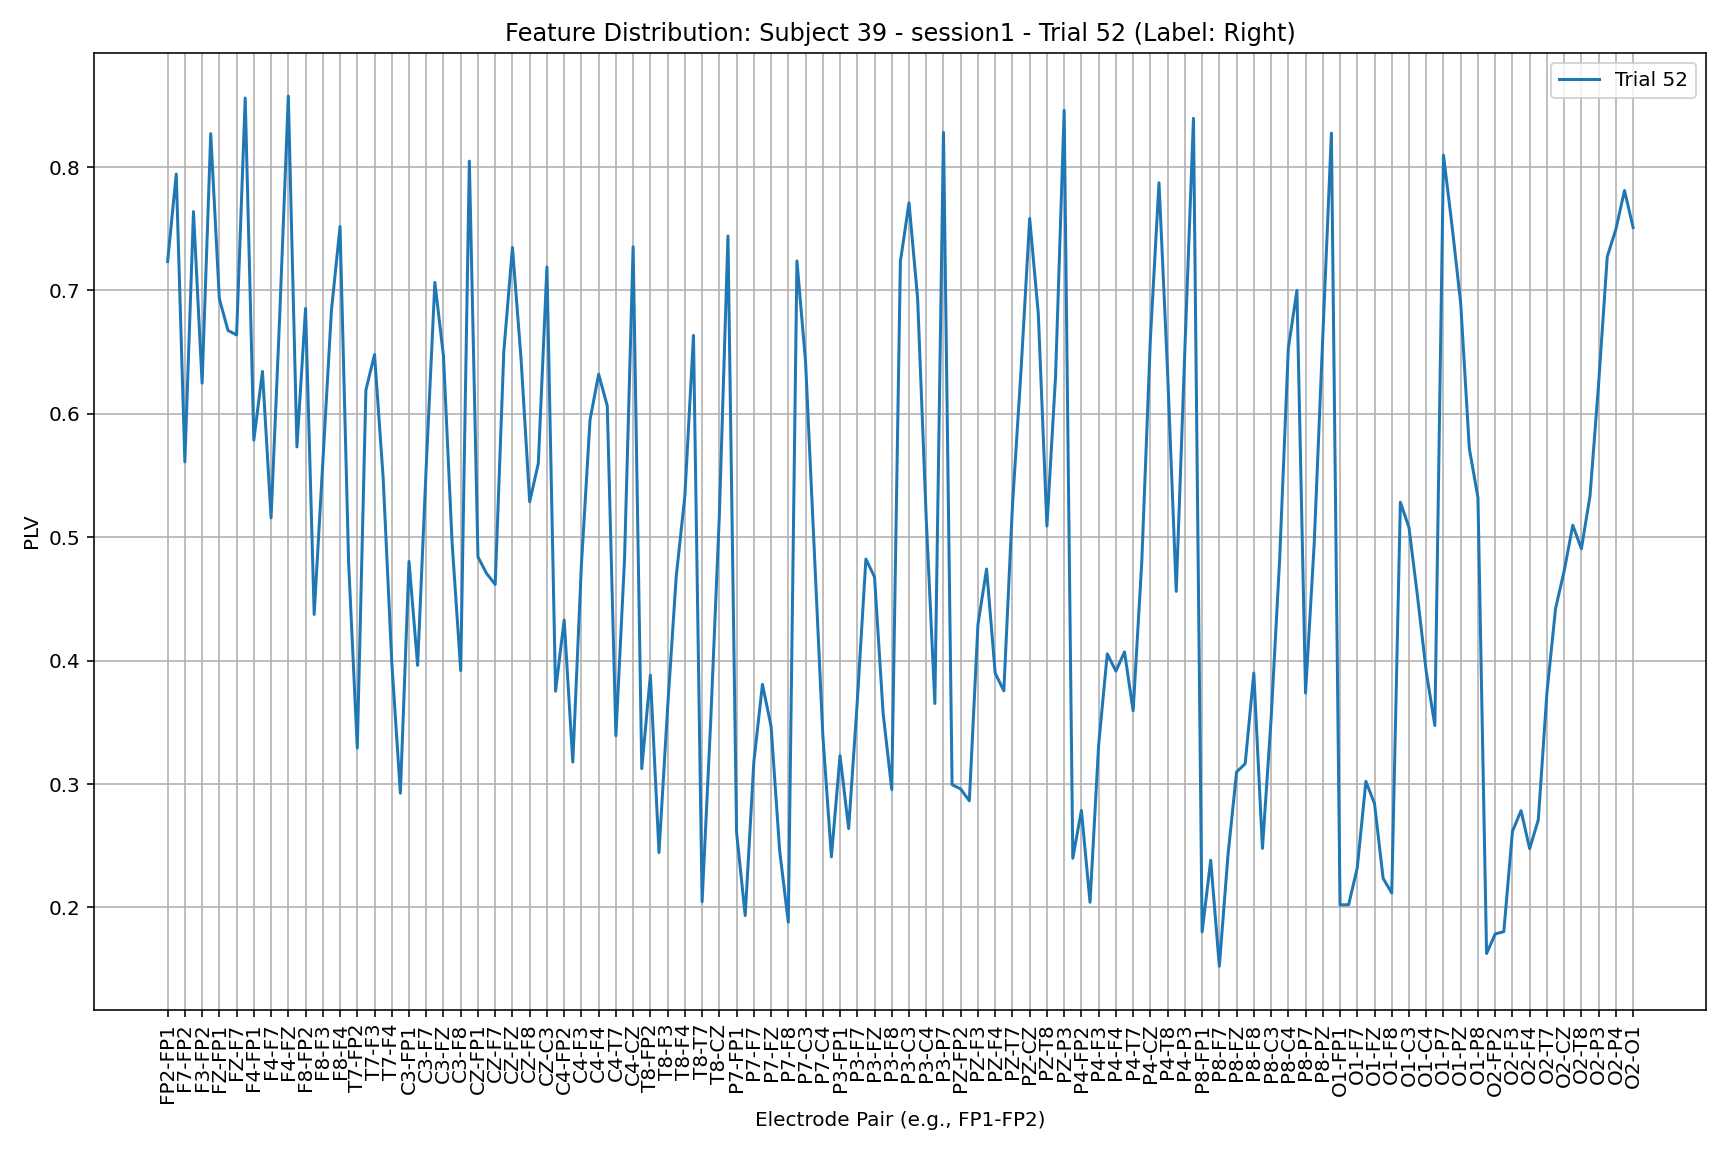 Feature Distribution: Subject 39 - session1 - Trial 52 (Label: Right)
Trial 52
PLV
0.8
0.7
0.6
0.5
0.4
0.3
0.2
FP2-FP1
F7-FP2
F3-FP2
FZ-FP1
FZ-F7
F4-FP1
F4-F7
F4-FZ
F8-FP2
F8-F3
F8-F4
T7-FP2
T7-F3
T7-F4
C3-FP1
C3-F7
C3-FZ
C3-F8
CZ-FP1
CZ-F7
CZ-FZ
CZ-F8
CZ-C3
C4-FP2
C4-F3
C4-F4
C4-T7
C4-CZ
T8-FP2
T8-F3
T8-F4
T8-T7
T8-CZ
P7-FP1
P7-F7
P7-FZ
P7-F8
P7-C3
P7-C4
P3-FP1
P3-F7
P3-FZ
P3-F8
P3-C3
P3-C4
P3-P7
PZ-FP2
PZ-F3
PZ-F4
PZ-T7
PZ-CZ
PZ-T8
PZ-P3
P4-FP2
P4-F3
P4-F4
P4-T7
P4-CZ
P4-T8
P4-P3
P8-FP1
P8-F7
P8-FZ
P8-F8
P8-C3
P8-C4
P8-P7
P8-PZ
O1-FP1
O1-F7
O1-FZ
O1-F8
O1-C3
O1-C4
O1-P7
O1-PZ
O1-P8
O2-FP2
O2-F3
O2-F4
O2-T7
O2-CZ
O2-T8
O2-P3
O2-P4
O2-O1
Electrode Pair (e.g., FP1-FP2)